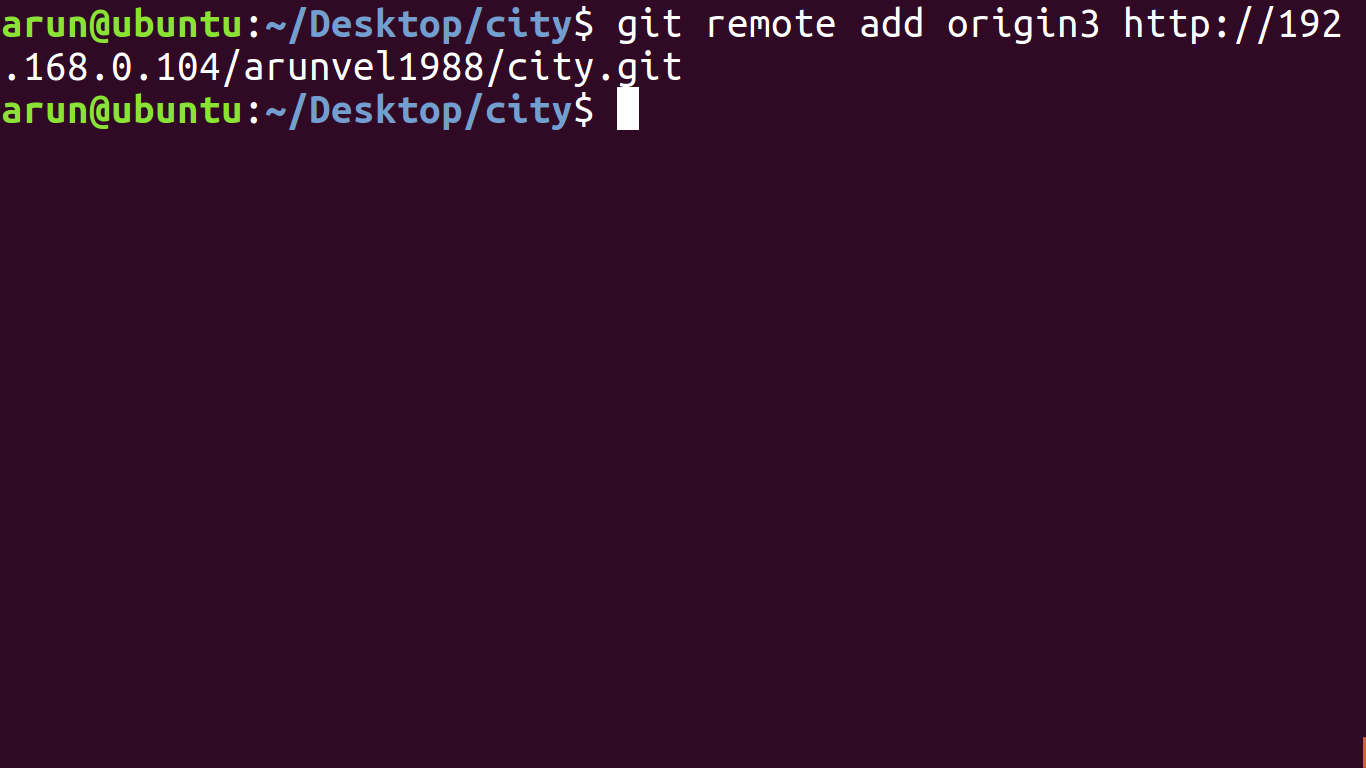 arun@ubuntu:~/Desktop/city$ git remote add origin3 http://192
.168.0.104/arunvel1988/city.git
arun@ubuntu:~/Desktop/city$